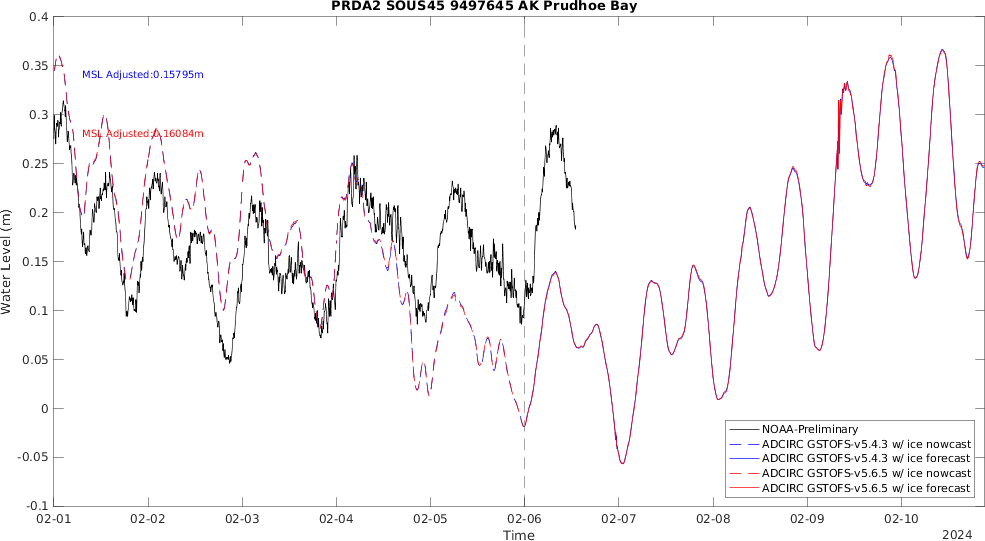 PRDA2 SOUS45 9497645 AK Prudhoe Bay
0.4
0.35
0.3
0.25
0.2
0.15
0.1
0.05
0
-0.05
-0.1
Water Level (m)
MSL Adjusted:0.15795m
MSL Adjusted:0.16084m
NOAA-Preliminary
ADCIRC GSTOFS-v5.4.3 w/ ice nowcast
ADCIRC GSTOFS-v5.4.3 w/ ice forecast
ADCIRC GSTOFS-v5.6.5 w/ ice nowcast
ADCIRC GSTOFS-v5.6.5 w/ ice forecast
02-01 02-02 02-03 02-04 02-05 02-06 02-07 02-08 02-09 02-10
Time
2024